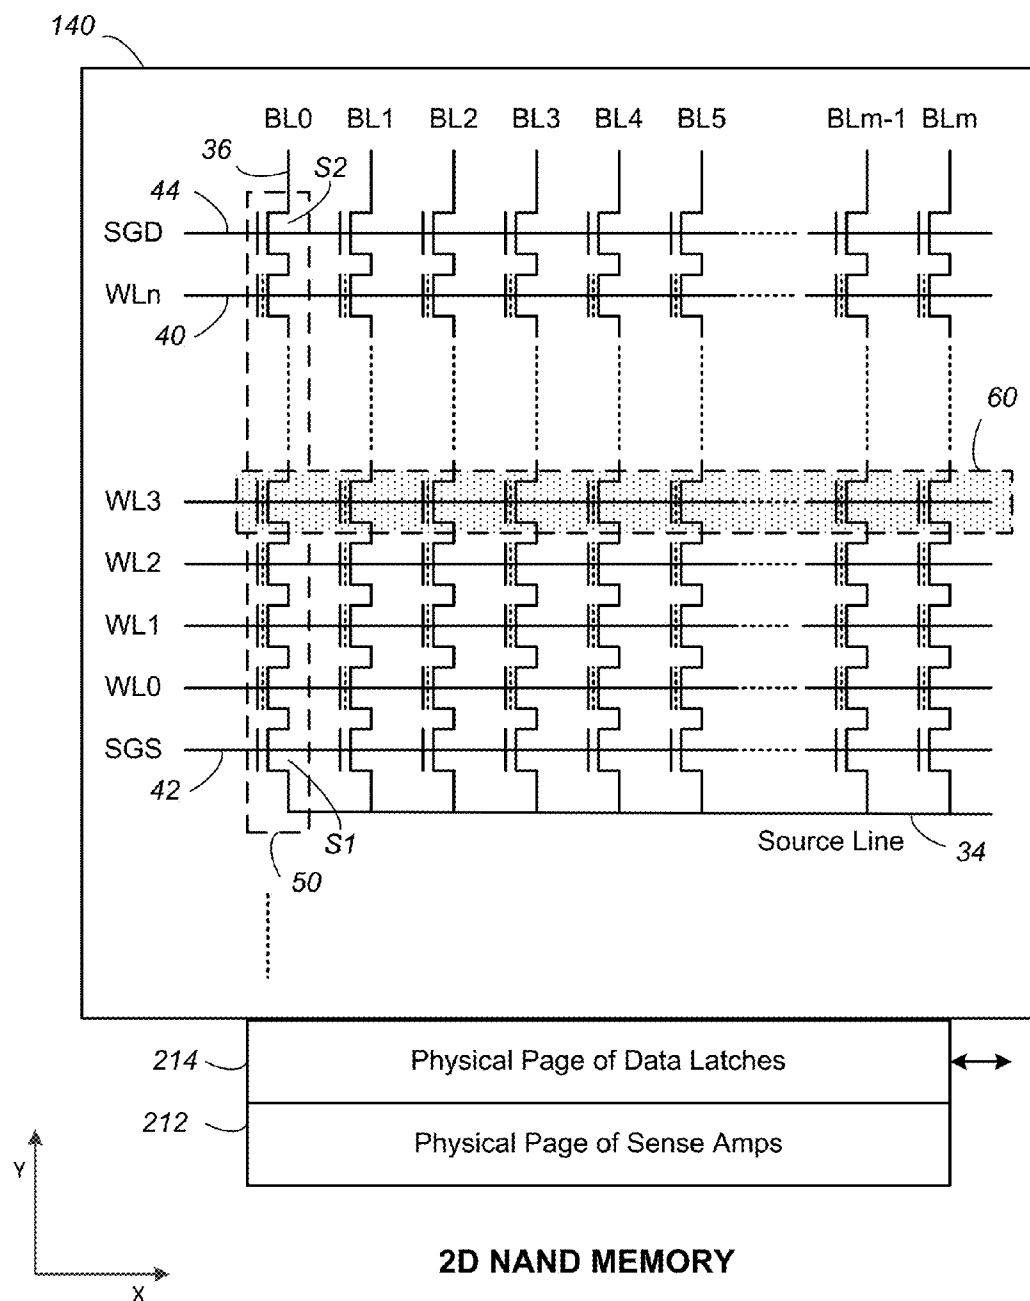 140
BL0 BL1 BL2 BL3 BL4 BL5 BLm-1 BLm
36
S2
44
SGD
WLn
40
60
WL3
WL2
WL1
WL0
SGS
42
S1
Source Line
34
50
214
Physical Page of Data Latches
212
Physical Page of Sense Amps
Y
X
2D NAND MEMORY